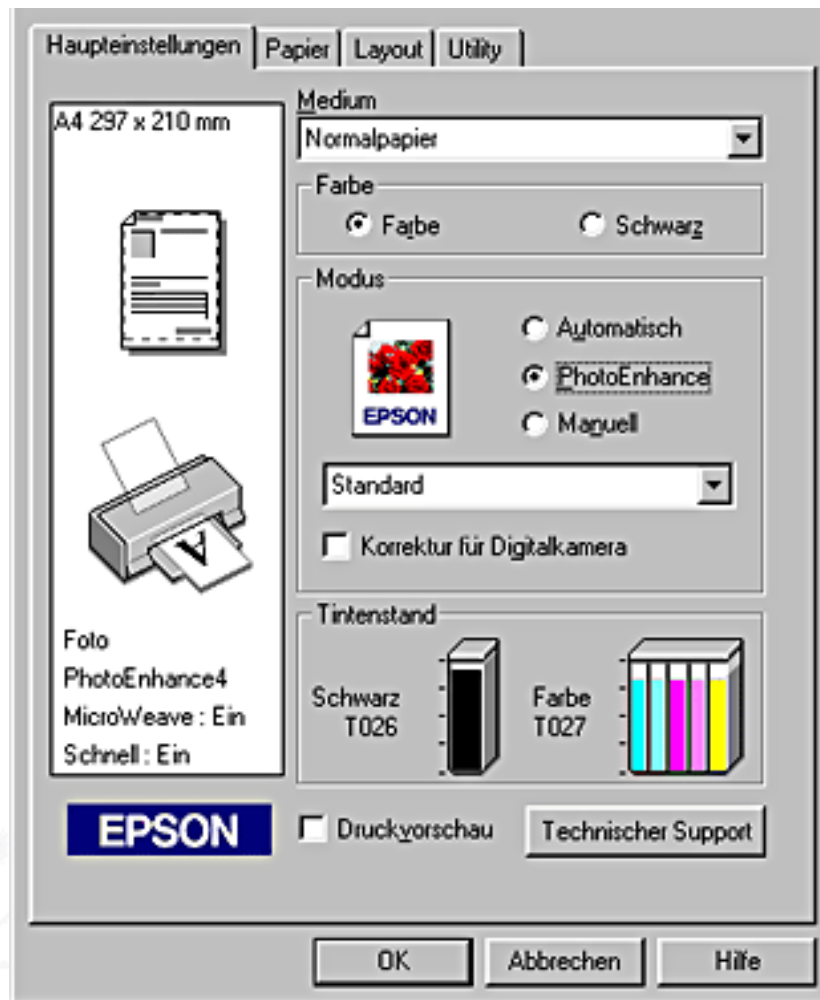 Haupteinstellungen Papier Layout Utility
A4 297 x 210 mm
Foto
PhotoEnhance4
MicroWeave : Ein
Schnell : Ein
EPSON
Medium
Normalpapier
Farbe
Farbe Schwarz
Modus
EPSON
Automatisch
PhotoEnhance
Manuell
Standard
Korrektur für Digitalkamera
Tintenstand
Schwarz
T026
Farbe
T027
Druckvorschau Technischer Support
OK Abbrechen Hilfe